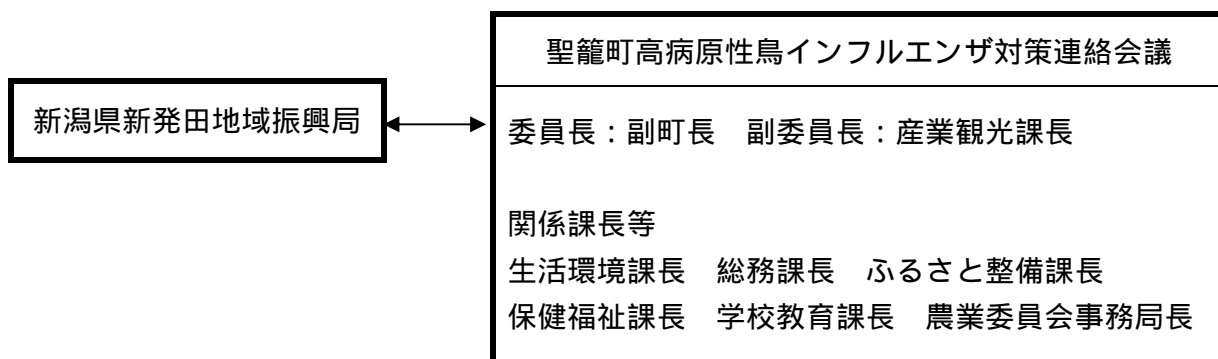 聖籠町高病原性鳥インフルエンザ対策連絡会議
新潟県新発田地域振興局
委員長：副町長　副委員長：産業観光課長
関係課長等
生活環境課長　総務課長　ふるさと整備課長
保健福祉課長　学校教育課長　農業委員会事務局長